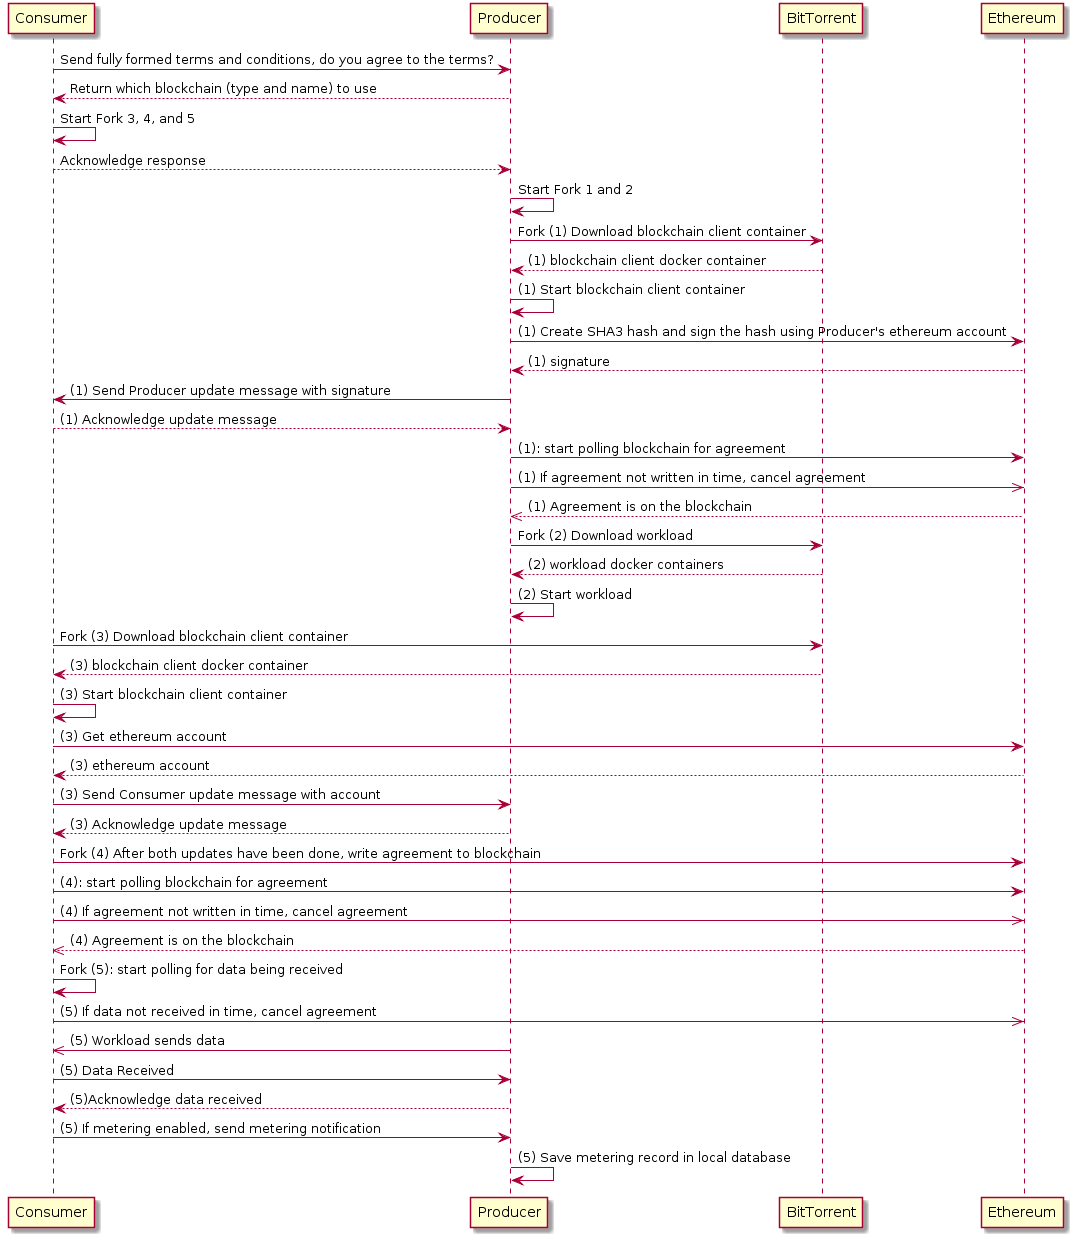 Consumer Producer BitTorrent Ethereum
Send fully formed terms and conditions, do you agree to the terms?
Return which blockchain (type and name) to use
Start Fork 3, 4, and 5
Acknowledge response
Start Fork 1 and 2
Fork (1) Download blockchain client container
(1) blockchain client docker container
(1) Start blockchain client container
(1) Create SHA3 hash and sign the hash using Producer's ethereum account
(1) signature
(1) Send Producer update message with signature
(1) Acknowledge update message
(1): start polling blockchain for agreement
(1) If agreement not written in time, cancel agreement
(1) Agreement is on the blockchain
Fork (2) Download workload
(2) workload docker containers
(2) Start workload
Fork (3) Download blockchain client container
(3) blockchain client docker container
(3) Start blockchain client container
(3) Get ethereum account
(3) ethereum account
(3) Send Consumer update message with account
(3) Acknowledge update message
Fork (4) After both updates have been done, write agreement to blockchain
(4): start polling blockchain for agreement
(4) If agreement not written in time, cancel agreement
(4) Agreement is on the blockchain
Fork (5): start polling for data being received
(5) If data not received in time, cancel agreement
(5) Workload sends data
(5) Data Received
(5)Acknowledge data received
(5) If metering enabled, send metering notification
(5) Save metering record in local database
Consumer Producer BitTorrent Ethereum